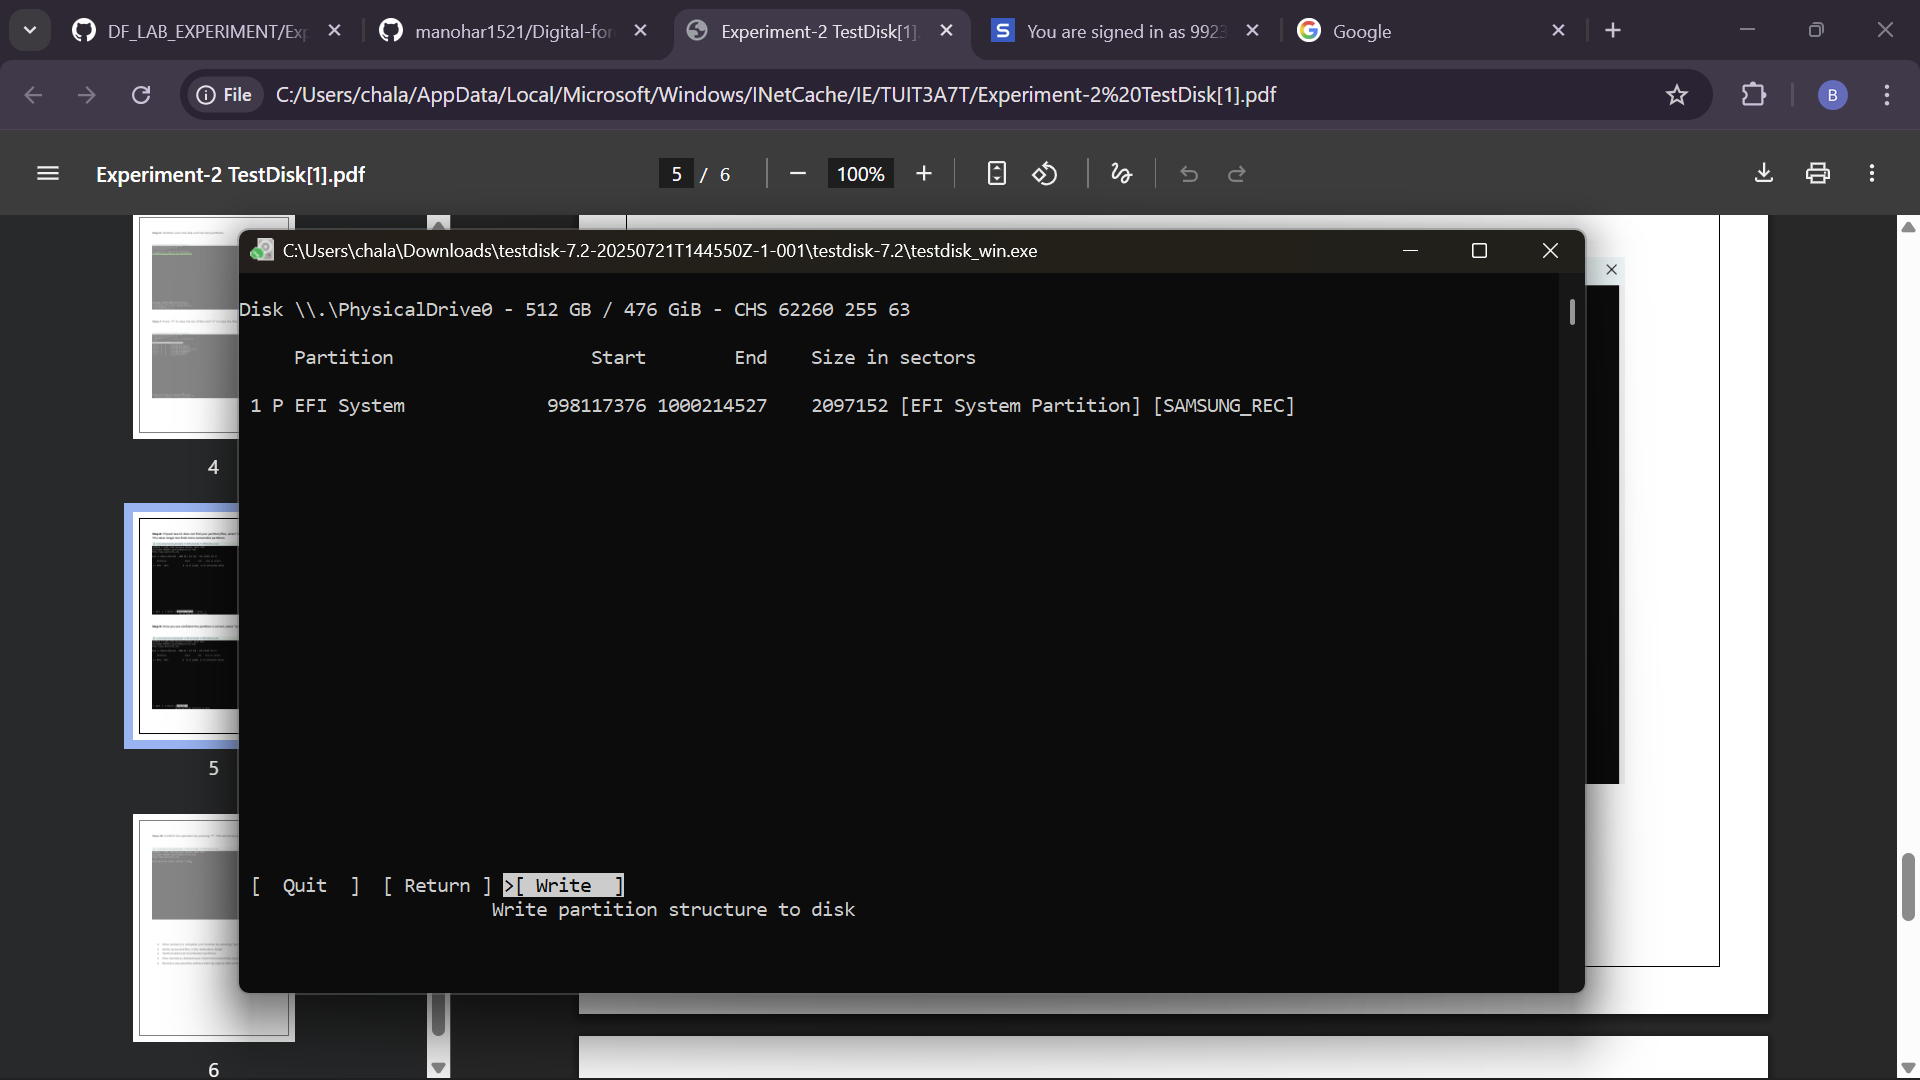 DF_LAB_EXPERIMENT/Exp
manohar1521/Digital-for
Experiment-2 TestDisk[1].
You are signed in as 9923
Google
File
C:/Users/chala/AppData/Local/Microsoft/Windows/INetCache/IE/TUIT3A7T/Experiment-2%20TestDisk[1].pdf
B
Experiment-2 TestDisk[1].pdf
5 / 6
100%
4
5
6
C:\Users\chala\Downloads\testdisk-7.2-20250721T144550Z-1-001\testdisk-7.2\testdisk_win.exe
Disk \\.\PhysicalDrive0 - 512 GB / 476 GiB - CHS 62260 255 63
Partition Start End Size in sectors
1 P EFI System 998117376 1000214527 2097152 [EFI System Partition] [SAMSUNG_REC]
[ Quit ] [ Return ] >[ Write ]
Write partition structure to disk